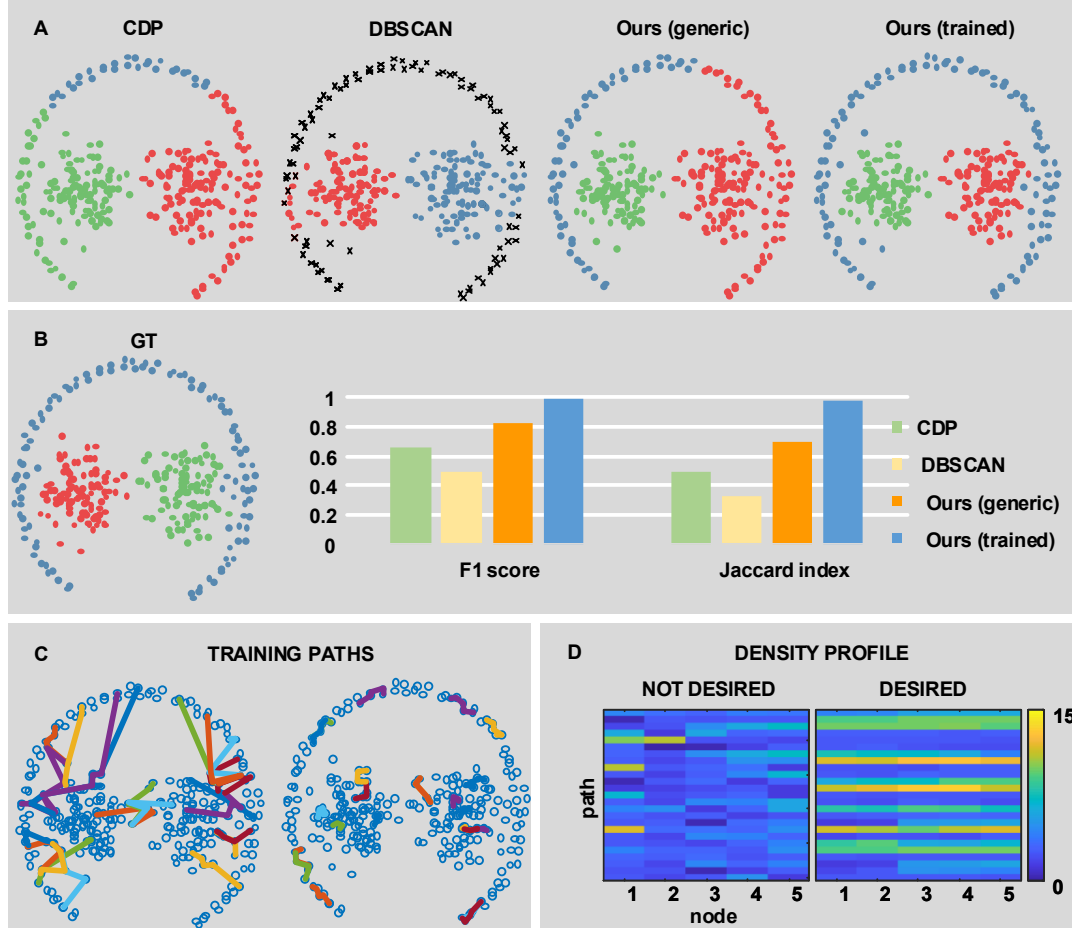 A
CDP
DBSCAN
Ours (generic)
Ours (trained)
B
GT
1
0.8
0.6
0.4
0.2
0
F1 score
Jaccard index
CDP
DBSCAN
Ours (generic)
Ours (trained)
C
TRAINING PATHS
D
DENSITY PROFILE
NOT DESIRED
DESIRED
path
15
0
1 2 3 4 5
1 2 3 4 5
node